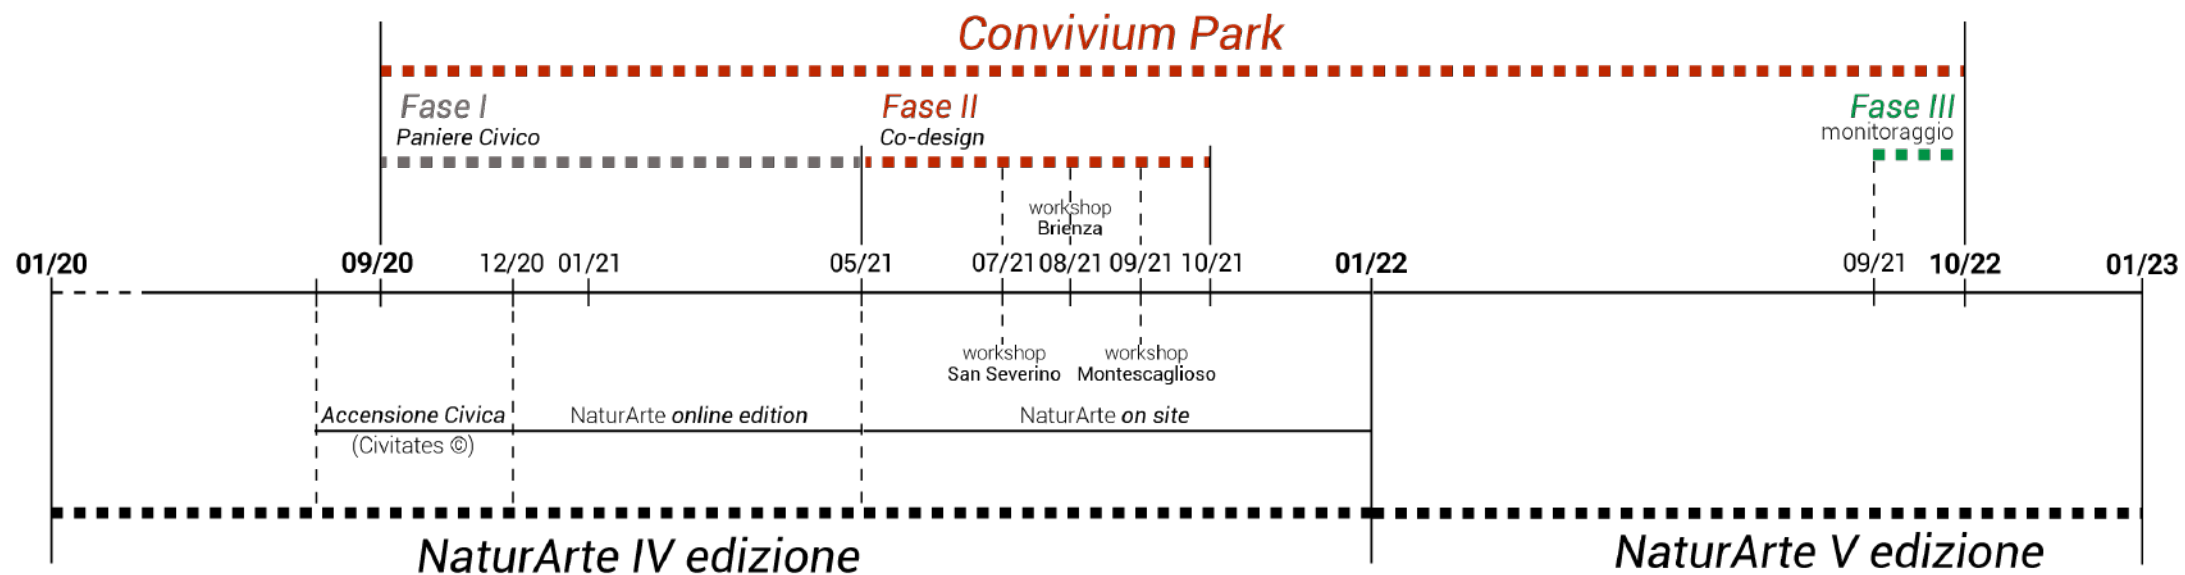 Convivium Park
Fase I
Paniere Civico
Fase II
Co-design
Fase III
monitoraggio
workshop
Brienza
01/20 09/20 12/20 01/21 05/21 07/21 08/21 09/21 10/21 01/22 09/21 10/22 01/23
workshop
San Severino
workshop
Montescaglioso
Accensione Civica
(Civitates ©)
NaturArte online edition
NaturArte on site
NaturArte IV edizione
NaturArte V edizione